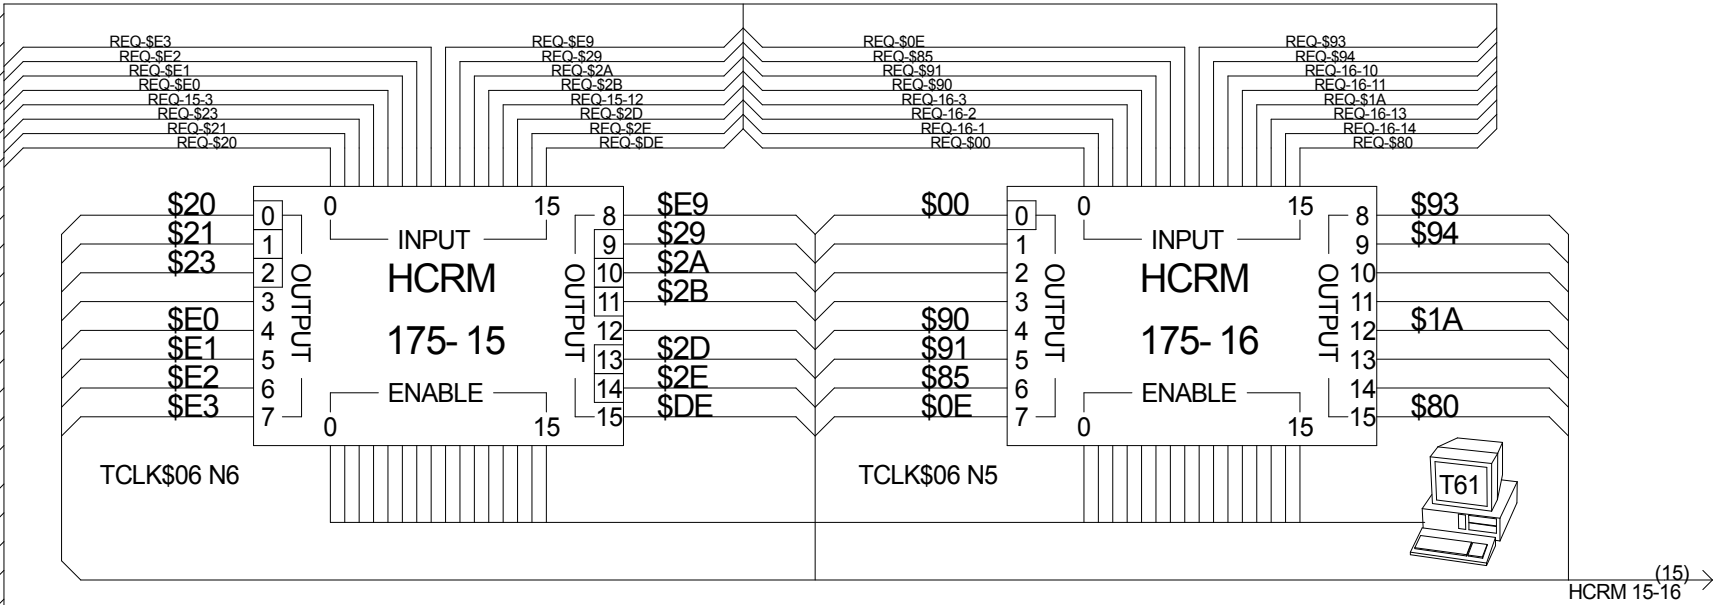 REQ-$E3
REQ-$E2
REQ-$E1
REQ-$E0
REQ-15-3
REQ-$23
REQ-$21
REQ-$20
REQ-$E9
REQ-$29
REQ-$2A
REQ-$2B
REQ-15-12
REQ-$2D
REQ-$2E
REQ-$DE
REQ-$0E
REQ-$85
REQ-$91
REQ-$90
REQ-16-3
REQ-16-2
REQ-16-1
REQ-$00
REQ-$93
REQ-$94
REQ-16-10
REQ-16-11
REQ-$1A
REQ-16-13
REQ-16-14
REQ-$80
$20
$21
$23
$E0
$E1
$E2
$E3
0
1
2
3
4
5
6
7
OUTPUT
0 15
INPUT
HCRM
175- 15
ENABLE
0 15
OUTPUT
8
9
10
11
12
13
14
15
$E9
$29
$2A
$2B
$2D
$2E
$DE
TCLK$06 N6
$00
$90
$91
$85
$0E
0
1
2
3
4
5
6
7
OUTPUT
0 15
INPUT
HCRM
175- 16
ENABLE
0 15
OUTPUT
8
9
10
11
12
13
14
15
$93
$94
$1A
$80
TCLK$06 N5
T61
(15)
HCRM 15-16